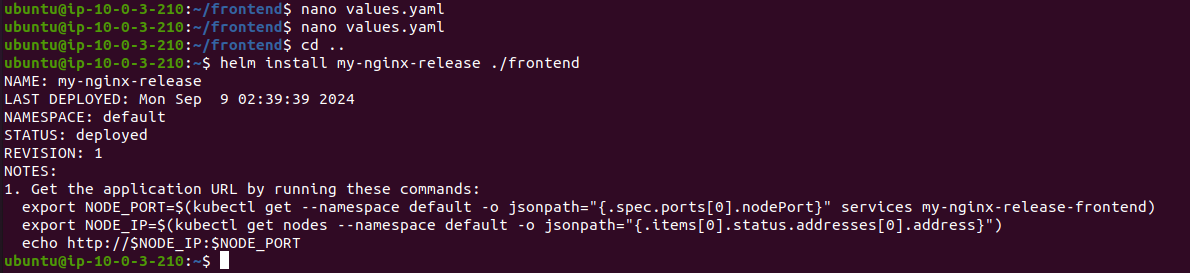 ubuntu@ip-10-0-3-210:~/frontend$ nano values.yaml
ubuntu@ip-10-0-3-210:~/frontend$ nano values.yaml
ubuntu@ip-10-0-3-210:~/frontend$ cd ..
ubuntu@ip-10-0-3-210:~$ helm install my-nginx-release ./frontend
NAME: my-nginx-release
LAST DEPLOYED: Mon Sep  9 02:39:39 2024
NAMESPACE: default
STATUS: deployed
REVISION: 1
NOTES:
1. Get the application URL by running these commands:
  export NODE_PORT=$(kubectl get --namespace default -o jsonpath="{.spec.ports[0].nodePort}" services my-nginx-release-frontend)
  export NODE_IP=$(kubectl get nodes --namespace default -o jsonpath="{.items[0].status.addresses[0].address}")
  echo http://$NODE_IP:$NODE_PORT
ubuntu@ip-10-0-3-210:~$